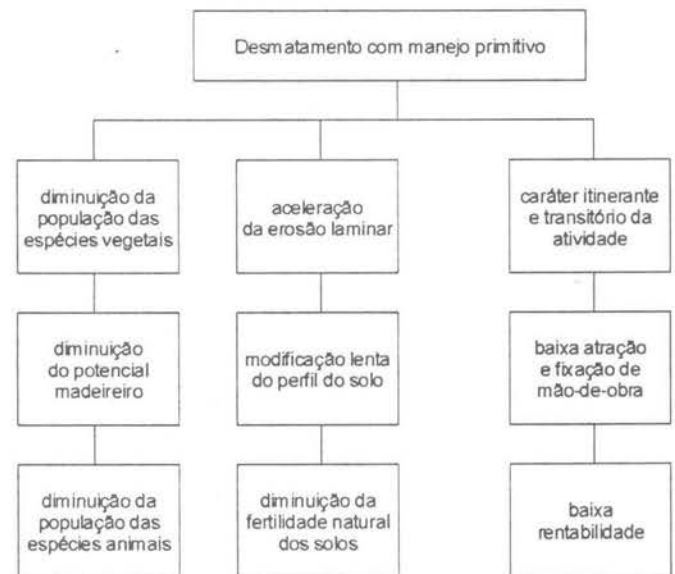 Desmatamento com manejo primitivo
diminuição da
população das
espécies vegetais
aceleração
da erosão laminar
caráter itinerante
e transitório da
atividade
diminuição
do potencial
madeireiro
modificação lenta
do perfil do solo
baixa atração
e fixação de
mão-de-obra
diminuição da
população das
espécies animais
diminuição da
fertilidade natural
dos solos
baixa
rentabilidade